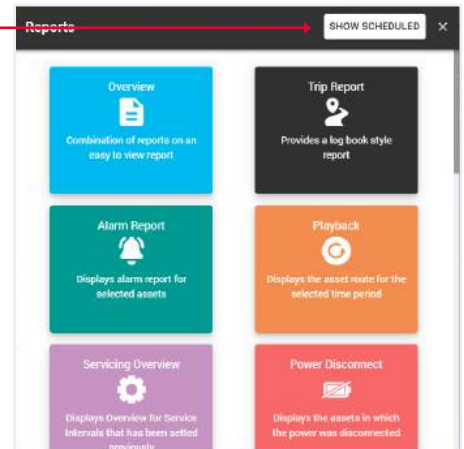 Reports
SHOW SCHEDULED
Overview
Combination of reports on an
easy to view report
Trip Report
Provides a log book style
report
Alarm Report
Displays alarm report for
selected assets
Playback
Displays the asset route for the
selected time period
Servicing Overview
Displays Overview for Service
Intervals that has been setted
previously
Power Disconnect
Displays the assets in which
the power was disconnected